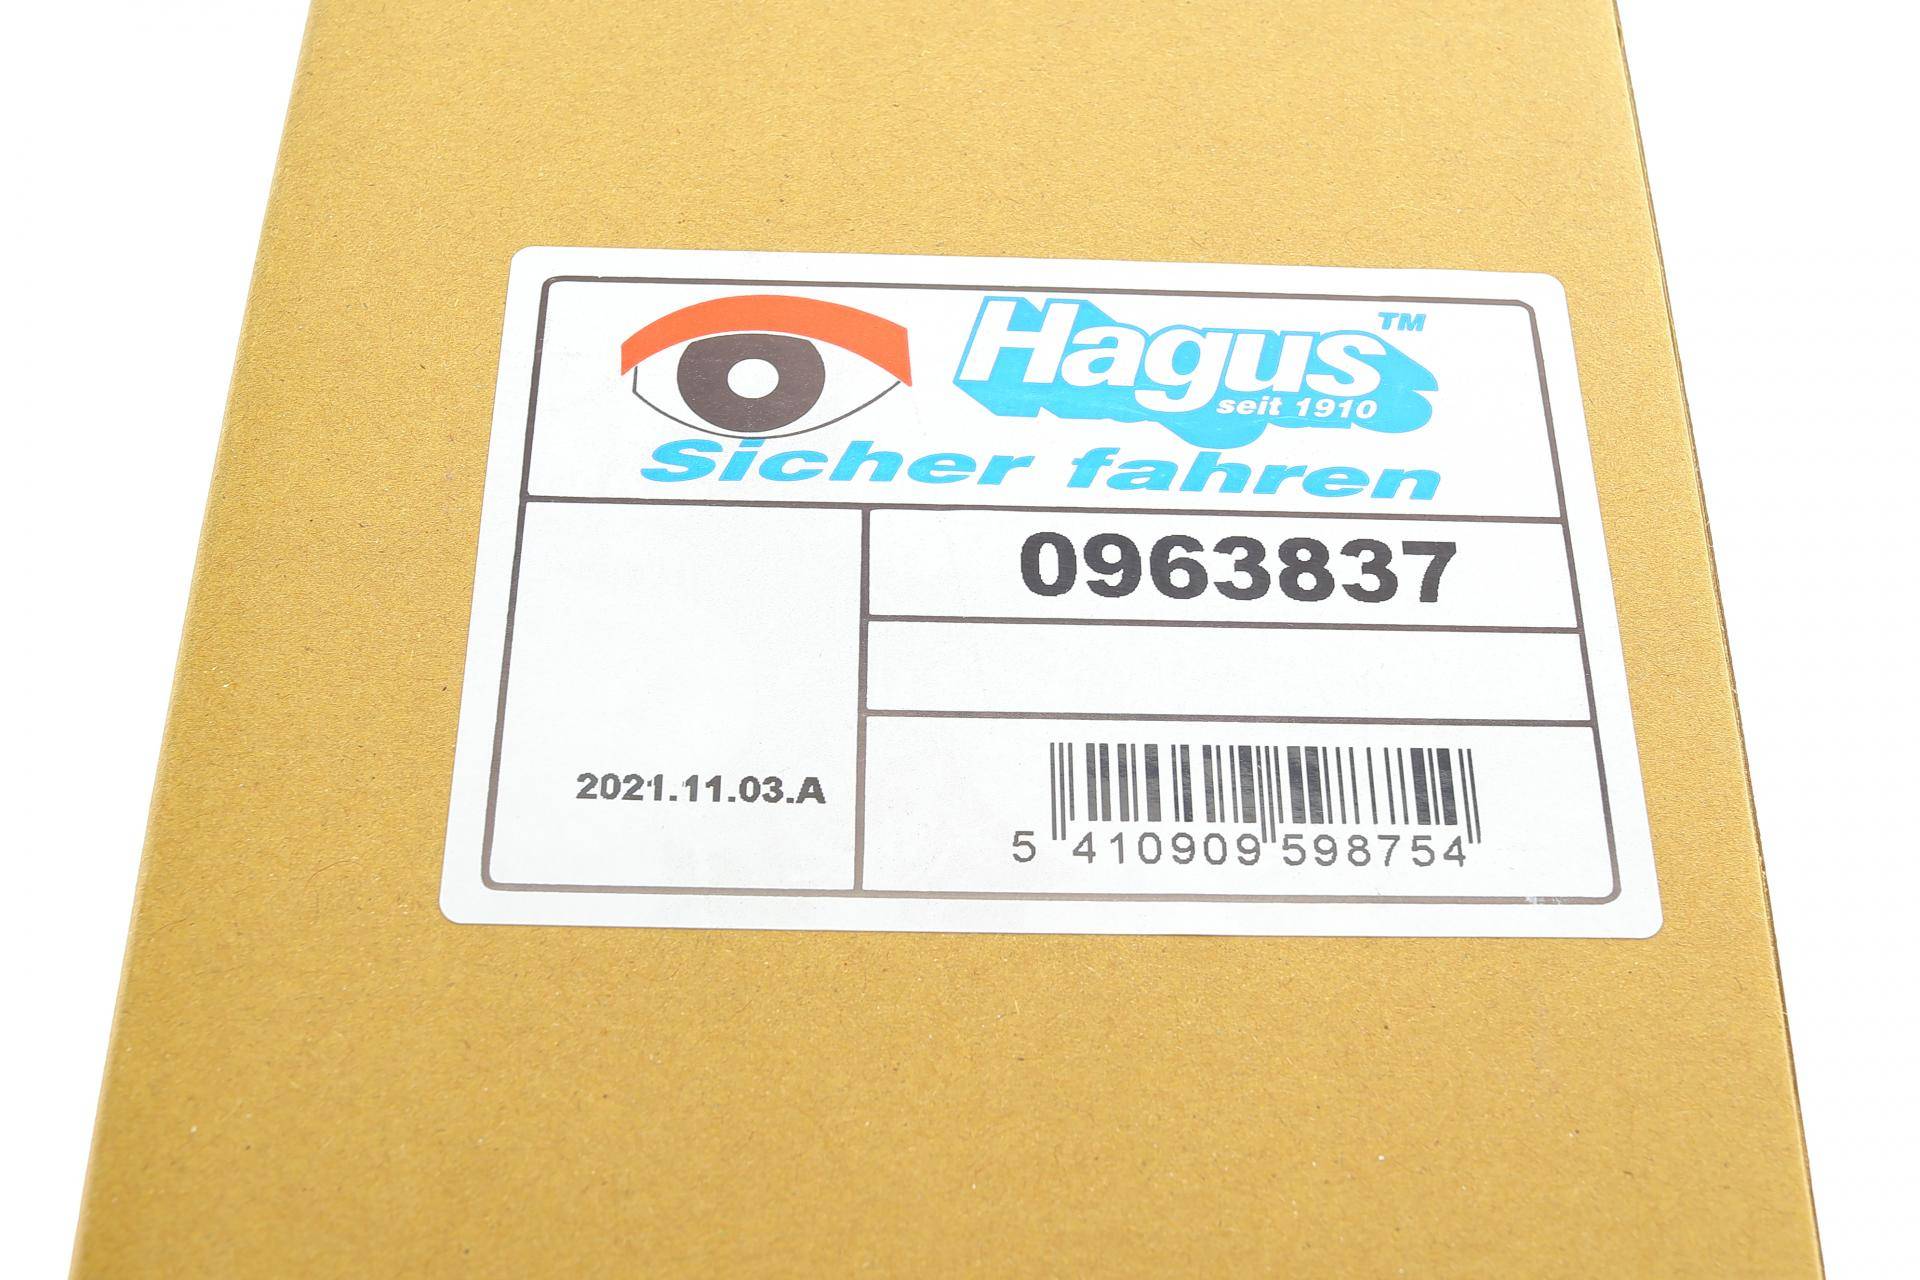 Hagus™
seit 1910
Sicher fahren
0963837
2021.11.03.A
5 410909 598754